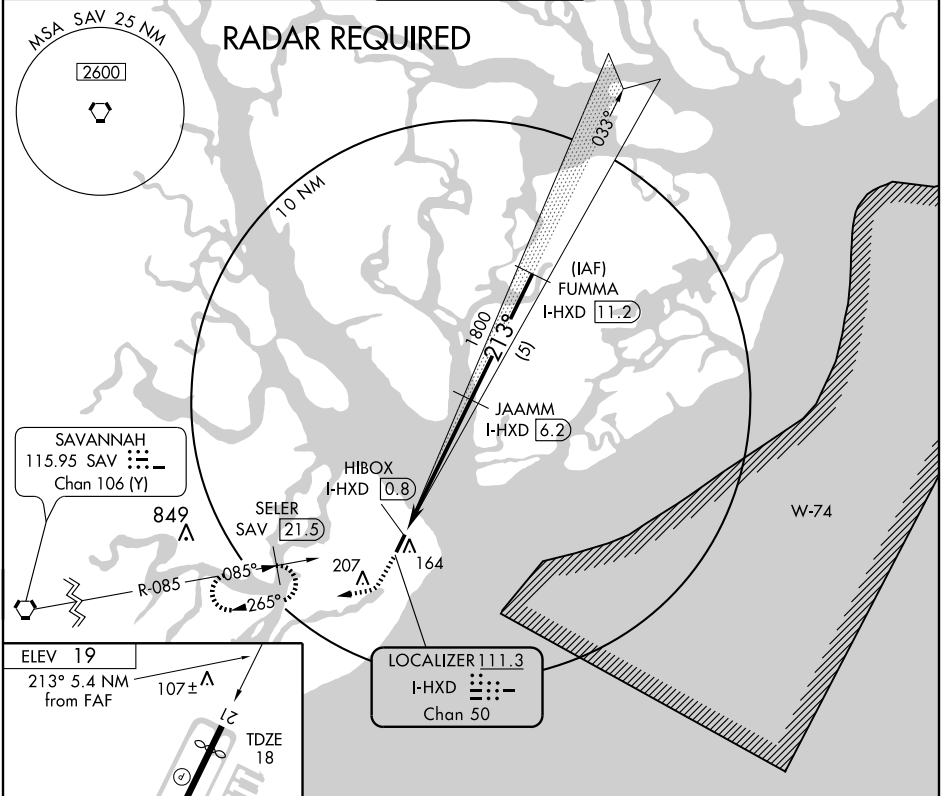 MSA SAV 25 NM
2600
RADAR REQUIRED
033°
10 NM
(IAF)
FUMMA
I-HXD 11.2
1800
213°
(5)
JAAMM
I-HXD 6.2
SAVANNAH
115.95 SAV
Chan 106 (Y)
HIBOX
I-HXD 0.8
SELER
SAV 21.5
849
W-74
207
164
R-085
085°
265°
ELEV 19
213° 5.4 NM
from FAF
107±
21
TDZE
18
P
LOCALIZER 111.3
I-HXD
Chan 50